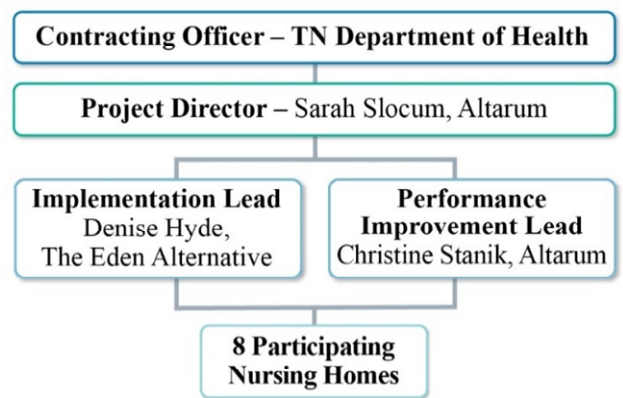 Contracting Officer – TN Department of Health
Project Director – Sarah Slocum, Altarum
Implementation Lead
Denise Hyde,
The Eden Alternative
Performance
Improvement Lead
Christine Stanik, Altarum
8 Participating
Nursing Homes